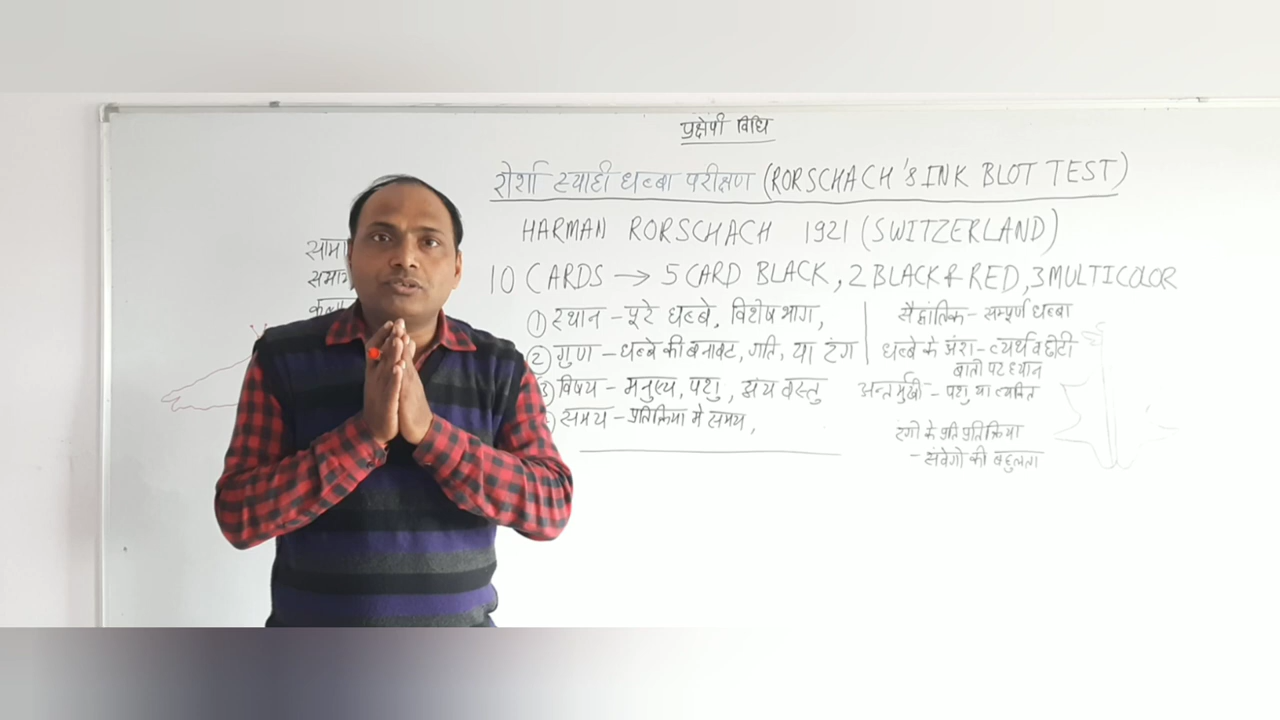 प्रक्षेपी विधि
रोर्शा स्याही धब्बा परीक्षण (RORSCHACH'S INK BLOT TEST)
HARMAN RORSCHACH 1921 (SWITZERLAND)
10 CARDS → 5 CARD BLACK, 2 BLACK & RED, 3 MULTICOLOR
① स्थान - पूरे धब्बे, विशेष भाग,
② गुण - धब्बे की बनावट, गति, या रंग
3) विषय - मनुष्य, पशु, अन्य वस्तु
) समय - प्रतिक्रिया मे समय,
सैद्धांतिक - सम्पूर्ण धब्बा
धब्बे के अंश - व्यर्थ व छोटी
बातो पर ध्यान
अन्तर्मुखी - पशु या व्यक्ति
रंगो के प्रति प्रतिक्रिया
- संवेगो की बहुलता